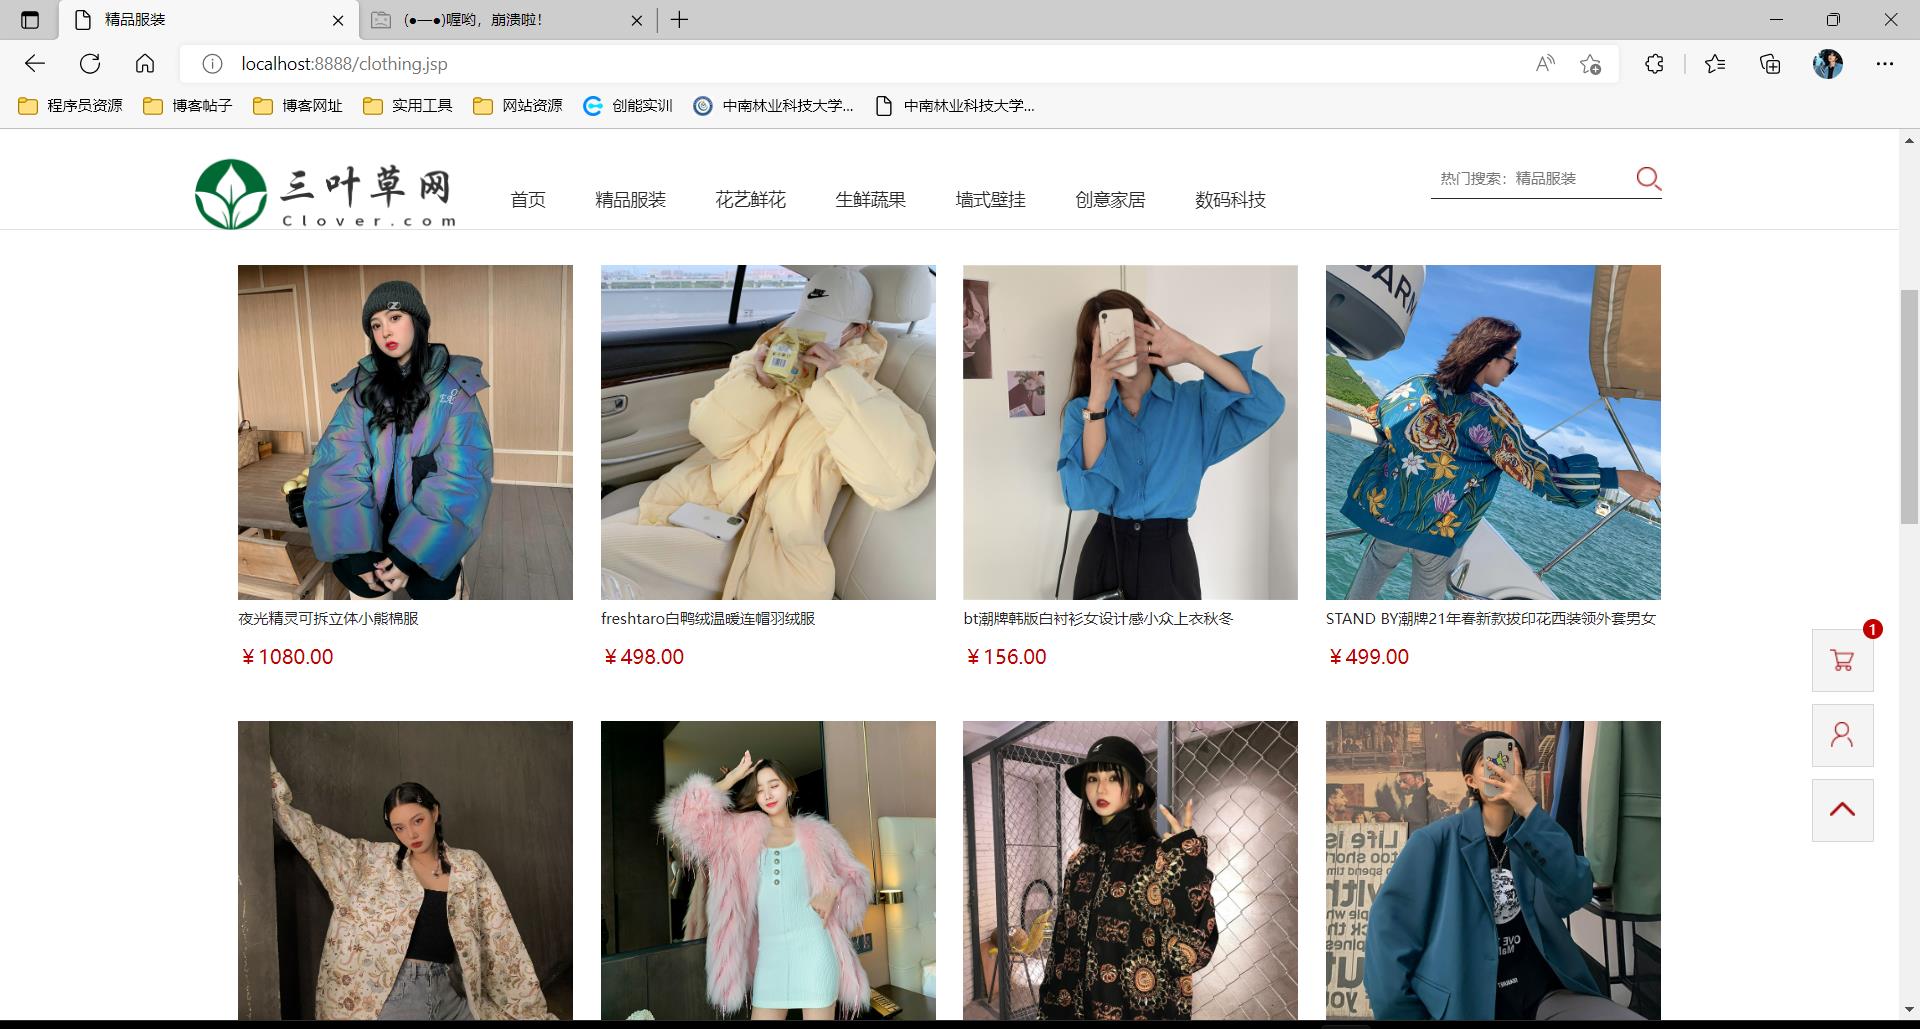 精品服装
(●—●)喔哟，崩溃啦!
localhost:8888/clothing.jsp
程序员资源
博客帖子
博客网址
实用工具
网站资源
创能实训
中南林业科技大学...
中南林业科技大学...
三叶草网
Clover.com
首页
精品服装
花艺鲜花
生鲜蔬果
墙式壁挂
创意家居
数码科技
热门搜索：精品服装
GARM
夜光精灵可拆立体小熊棉服
freshtaro白鸭绒温暖连帽羽绒服
bt潮牌韩版白衬衫女设计感小众上衣秋冬
STAND BY潮牌21年春新款拔印花西装领外套男女
¥1080.00
¥498.00
¥156.00
¥499.00
1
Life is
too short